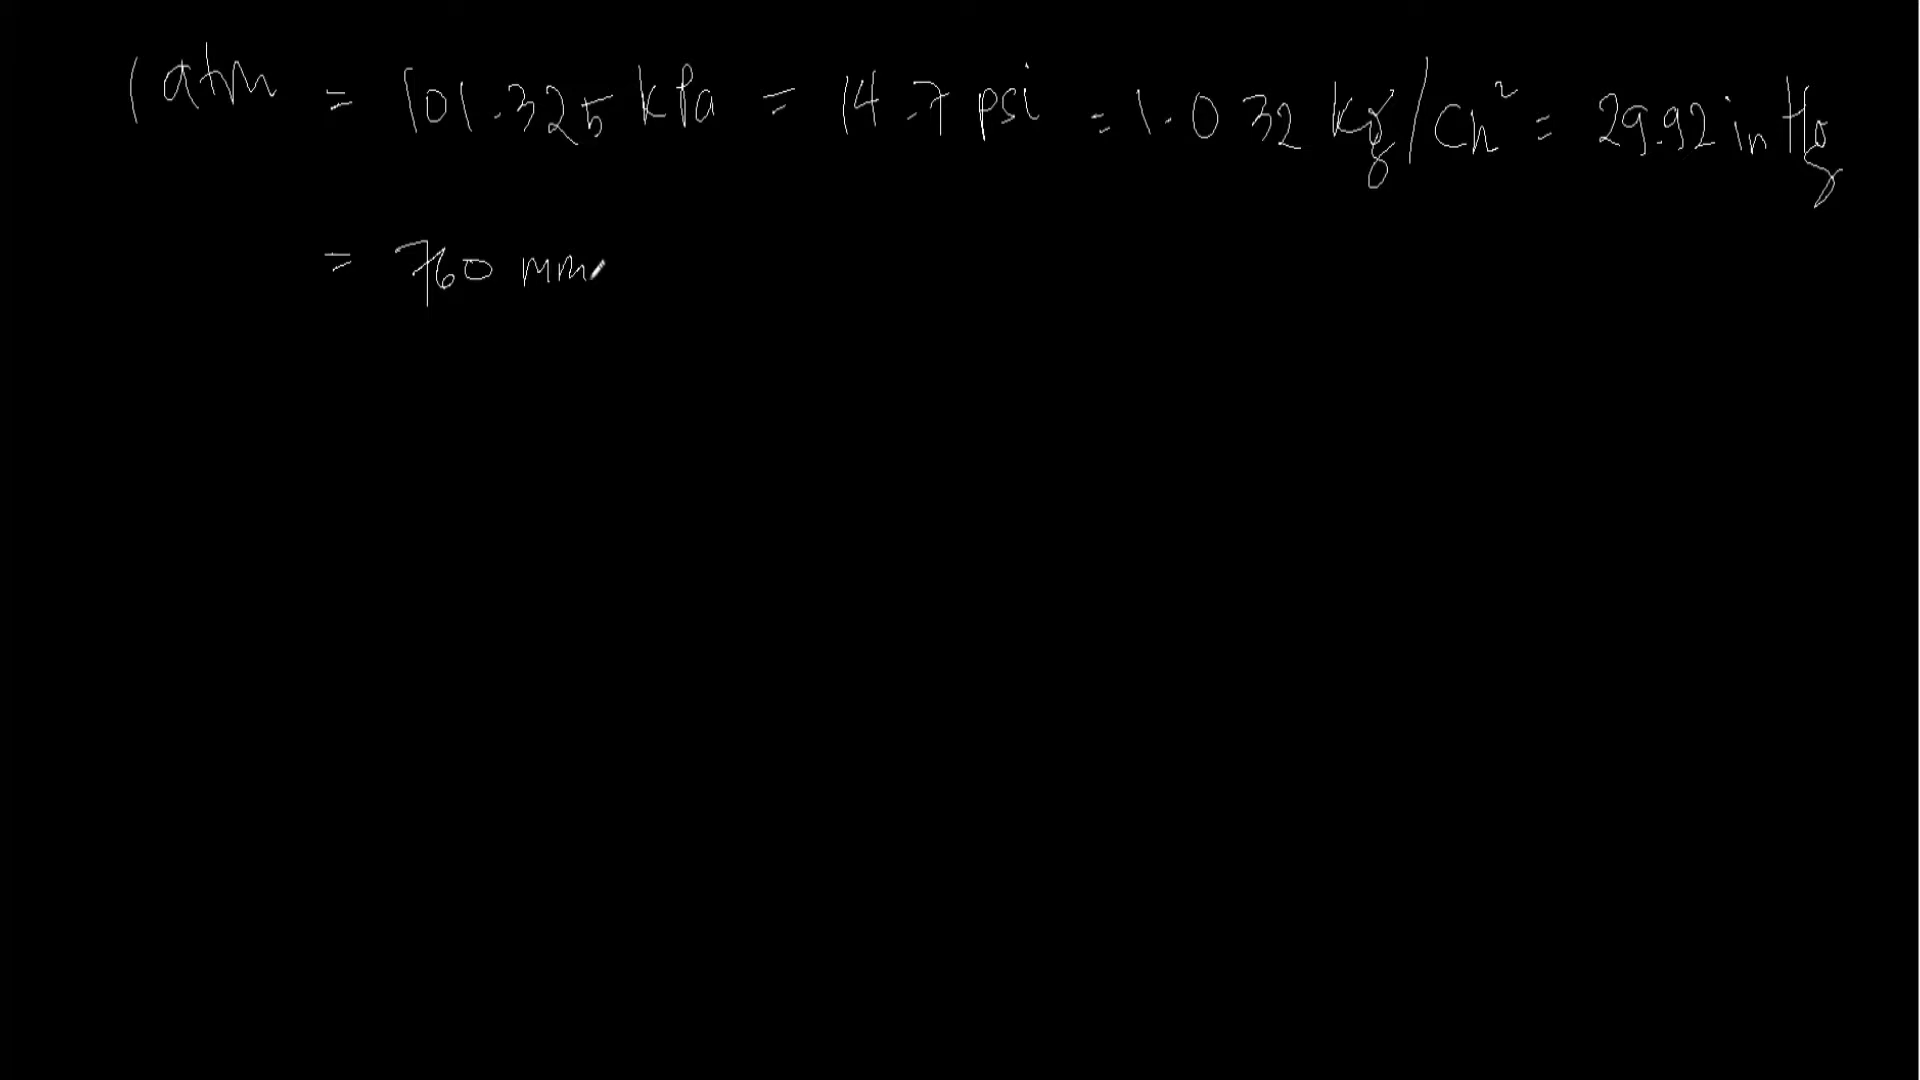 1 atm = 101.325 kPa = 14.7 psi = 1.032 kg/cm² = 29.92 in Hg
= 760 mm